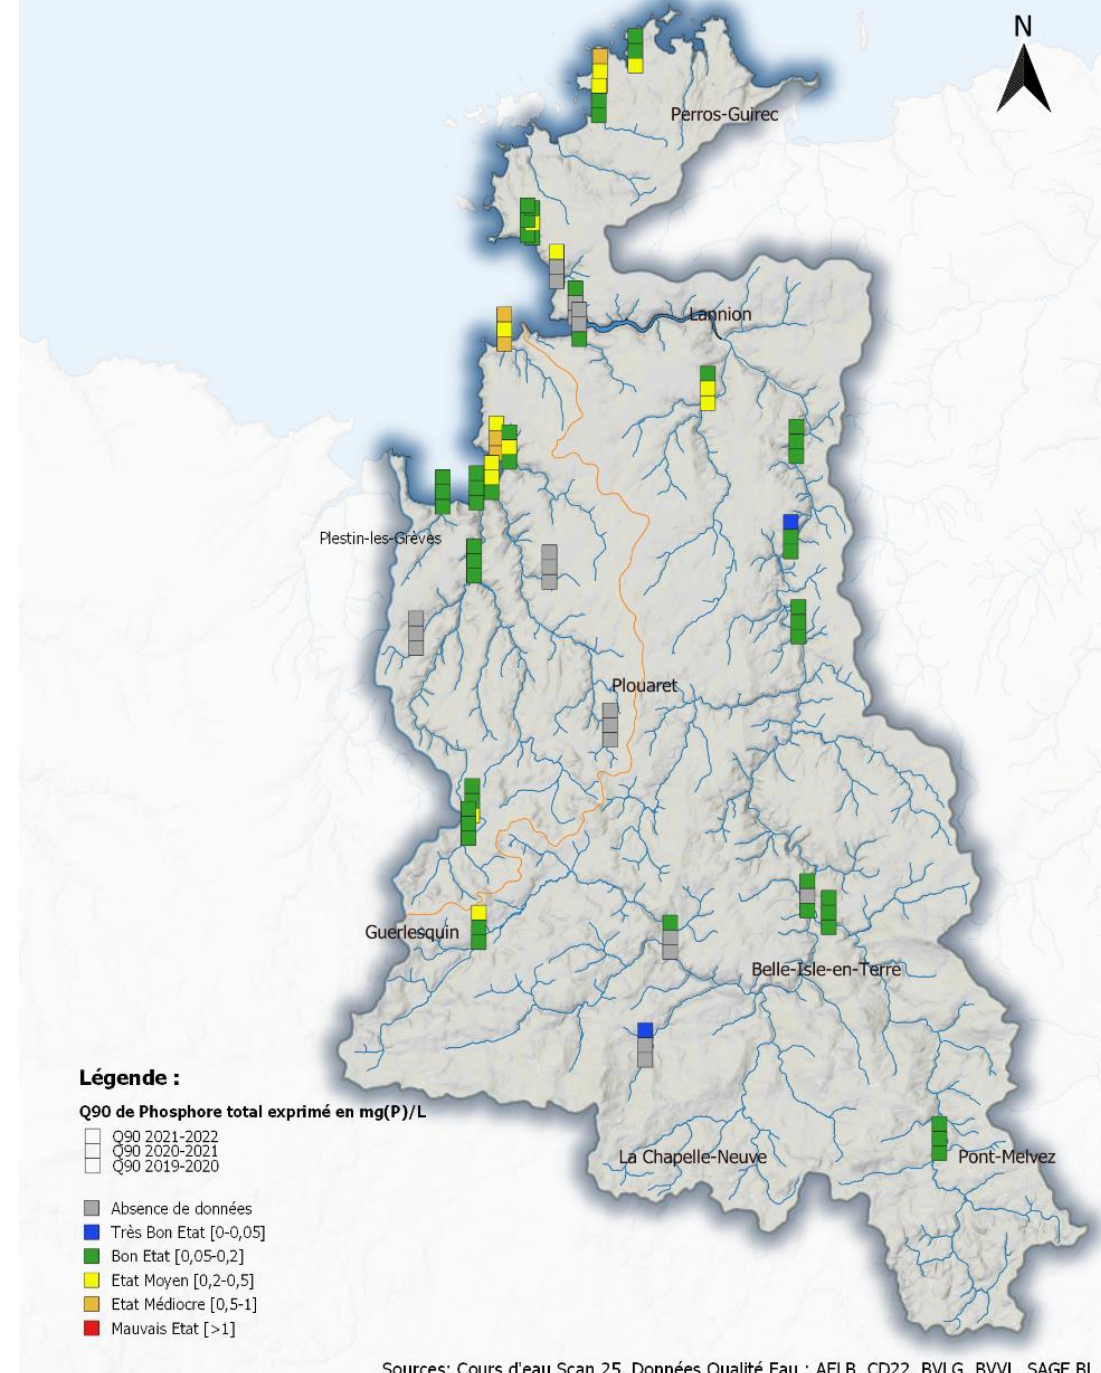 N
Perros-Guirec
Lannion
Plestin-les-Grèves
Plouaret
Guerlesquin
Belle-Isle-en-Terre
La Chapelle-Neuve
Pont-Melvez
Légende :
Q90 de Phosphore total exprimé en mg(P)/L
Q90 2021-2022
Q90 2020-2021
Q90 2019-2020
Absence de données
Très Bon Etat [0-0,05]
Bon Etat [0,05-0,2]
Etat Moyen [0,2-0,5]
Etat Médiocre [0,5-1]
Mauvais Etat [>1]
Sources: Cours d'eau Scan 25, Données Qualité Eau : AELB, CD22, BVLG, BVVL, SAGE BL